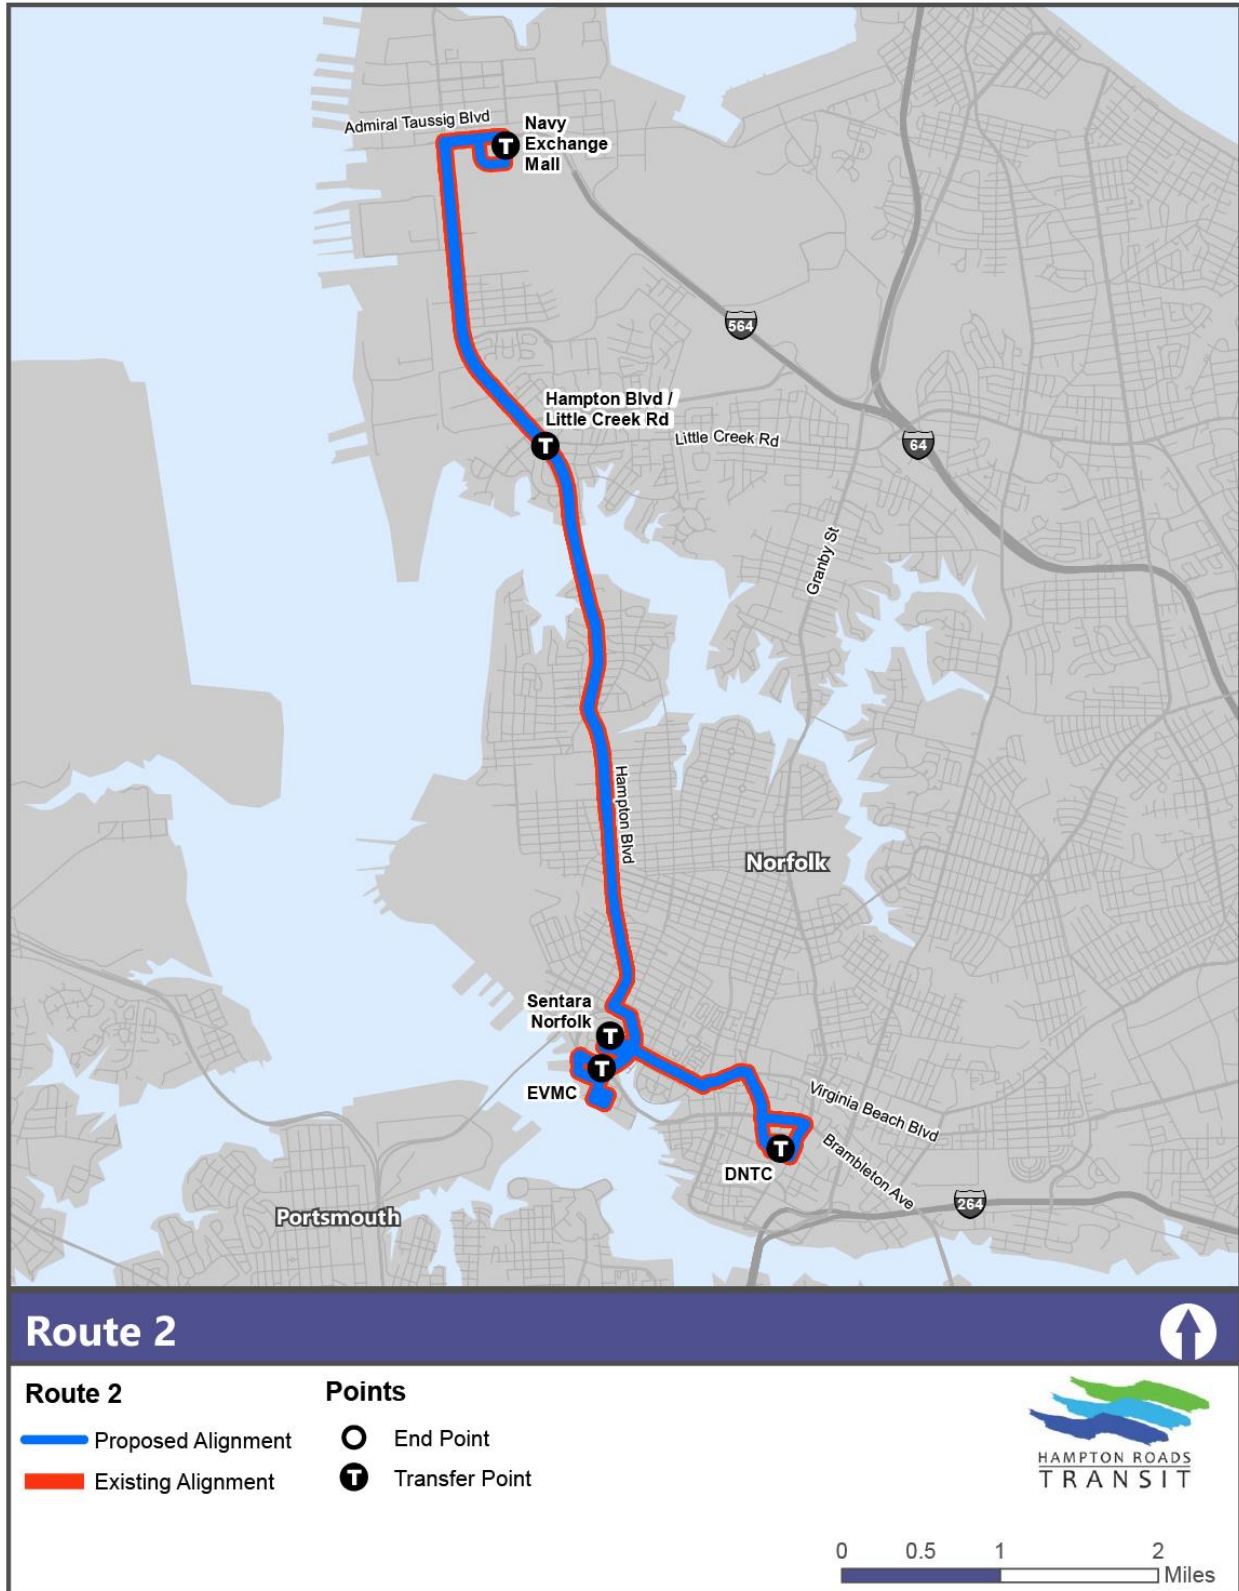 Admiral Taussig Blvd
Navy
Exchange
Mall
T
564
Hampton Blvd /
Little Creek Rd
T
Little Creek Rd
64
Granby St
Hampton Blvd
Norfolk
Sentara
Norfolk
T
T
EVMC
Virginia Beach Blvd
T
DNTC
Brambleton Ave
264
Portsmouth
Route 2
Route 2
Points
Proposed Alignment
End Point
Existing Alignment
T
Transfer Point
HAMPTON ROADS
TRANSIT
0 0.5 1 2
Miles